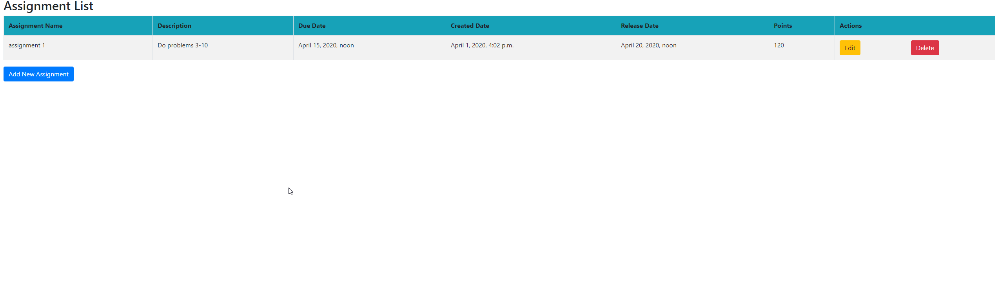 Assignment List
Assignment Name Description Due Date Created Date Release Date Points Actions
assignment 1 Do problems 3-10 April 15, 2020, noon April 1, 2020, 4:02 p.m. April 20, 2020, noon 120 Edit Delete
Add New Assignment